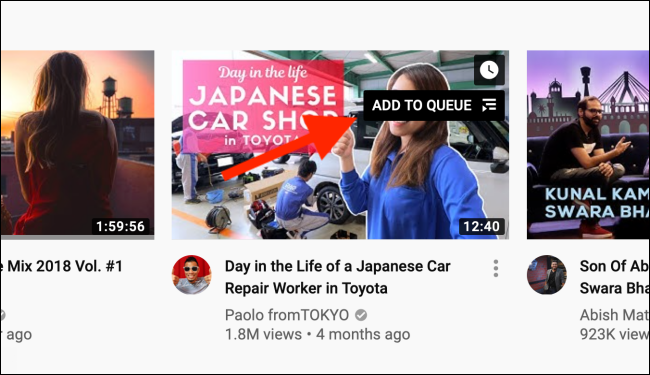 Day in the life
JAPANESE
CAR SHOP
in TOYOTA
ADD TO QUEUE
KUNAL KAM
SWARA BHA
1:59:56
12:40
e Mix 2018 Vol. #1
r ago
Day in the Life of a Japanese Car
Repair Worker in Toyota
Paolo fromTOKYO
1.8M views • 4 months ago
Son Of Ab
Swara Bha
Abish Mat
923K view